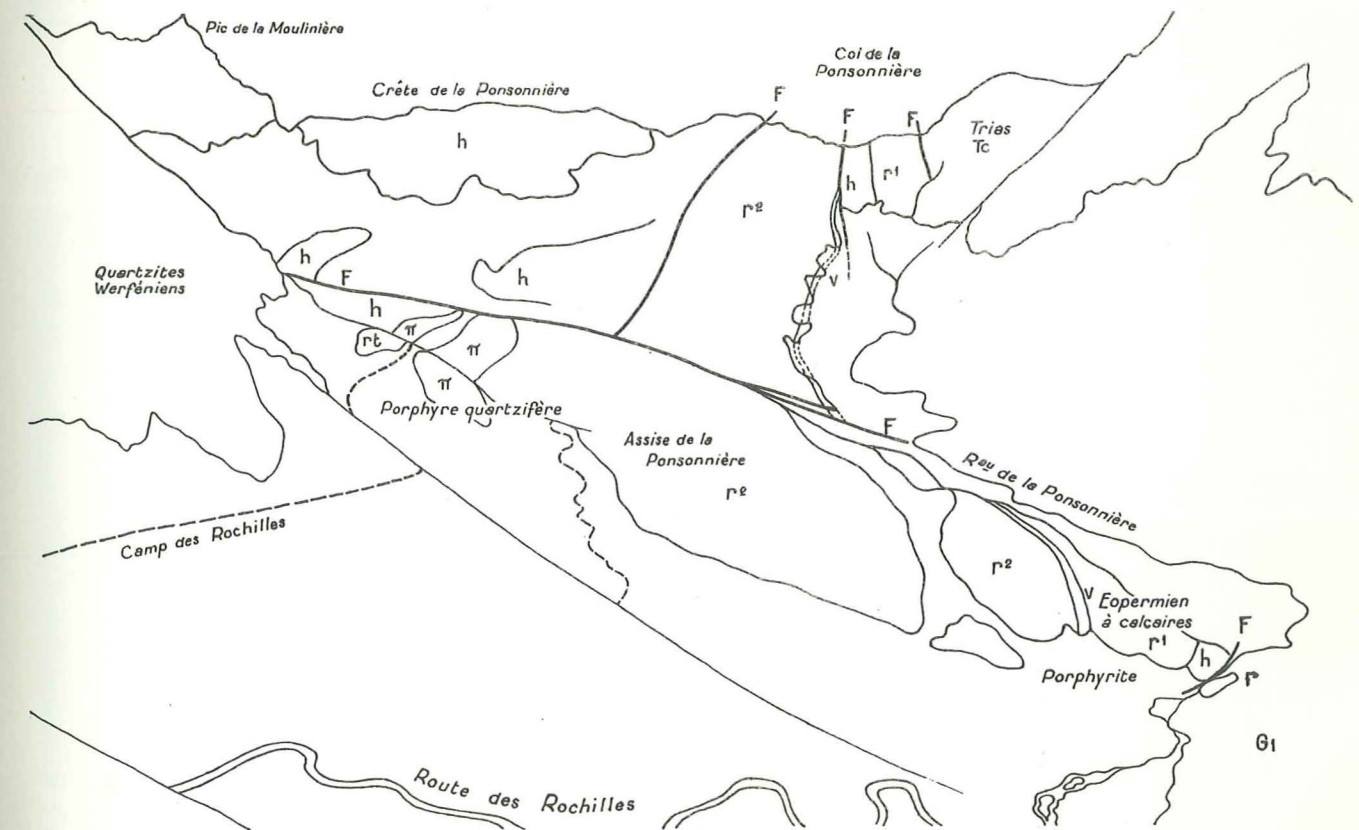 Pic de la Moulinière
Col de la
Ponsonnière
Crête de la Ponsonnière
F
F
F
h
Trias
Tc
h
r1
r2
h
Quartzites
Werféniens
F
h
h
v
rt
π
π
π
Porphyre quartzifère
Assise de la
Ponsonnière
r2
F
Rau de la Ponsonnière
Camp des Rochilles
r2
v
Eopermien
à calcaires
r1
F
h
r
Porphyrite
G1
Route des Rochilles